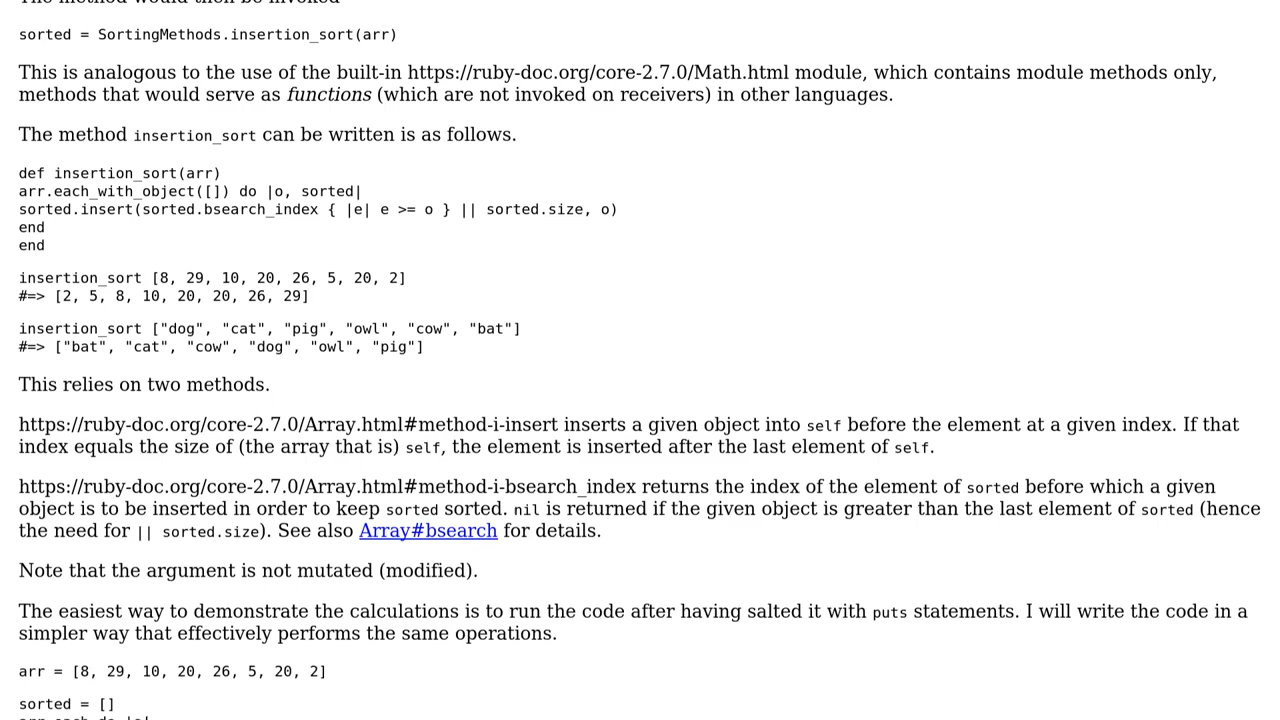 The method would then be invoked
sorted = SortingMethods.insertion_sort(arr)
This is analogous to the use of the built-in https://ruby-doc.org/core-2.7.0/Math.html module, which contains module methods only,
methods that would serve as functions (which are not invoked on receivers) in other languages.
The method insertion_sort can be written is as follows.
def insertion_sort(arr)
arr.each_with_object([]) do |o, sorted|
sorted.insert(sorted.bsearch_index { |e| e >= o } || sorted.size, o)
end
end
insertion_sort [8, 29, 10, 20, 26, 5, 20, 2]
#=> [2, 5, 8, 10, 20, 20, 26, 29]
insertion_sort ["dog", "cat", "pig", "owl", "cow", "bat"]
#=> ["bat", "cat", "cow", "dog", "owl", "pig"]
This relies on two methods.
https://ruby-doc.org/core-2.7.0/Array.html#method-i-insert inserts a given object into self before the element at a given index. If that
index equals the size of (the array that is) self, the element is inserted after the last element of self.
https://ruby-doc.org/core-2.7.0/Array.html#method-i-bsearch_index returns the index of the element of sorted before which a given
object is to be inserted in order to keep sorted sorted. nil is returned if the given object is greater than the last element of sorted (hence
the need for || sorted.size). See also Array#bsearch for details.
Note that the argument is not mutated (modified).
The easiest way to demonstrate the calculations is to run the code after having salted it with puts statements. I will write the code in a
simpler way that effectively performs the same operations.
arr = [8, 29, 10, 20, 26, 5, 20, 2]
sorted = []
arr.each do |o|